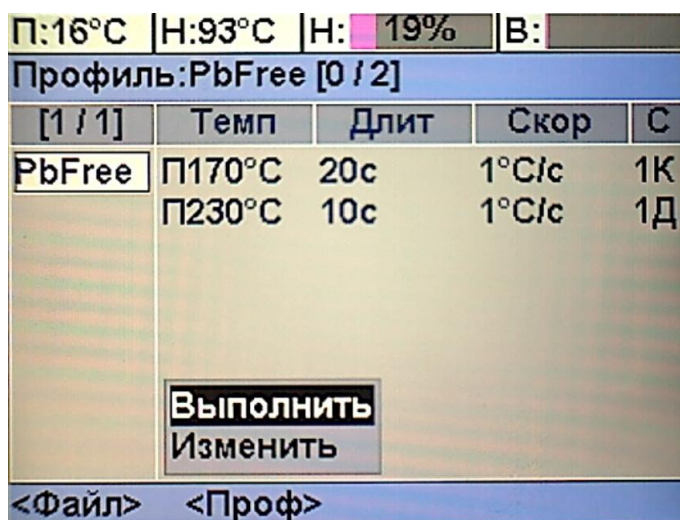 П:16°C Н:93°C Н: 19% В:
Профиль:PbFree [0 / 2]
[1 / 1] Темп Длит Скор С
PbFree П170°C 20с 1°C/с 1К
П230°C 10с 1°C/с 1Д
Выполнить
Изменить
<Файл> <Проф>